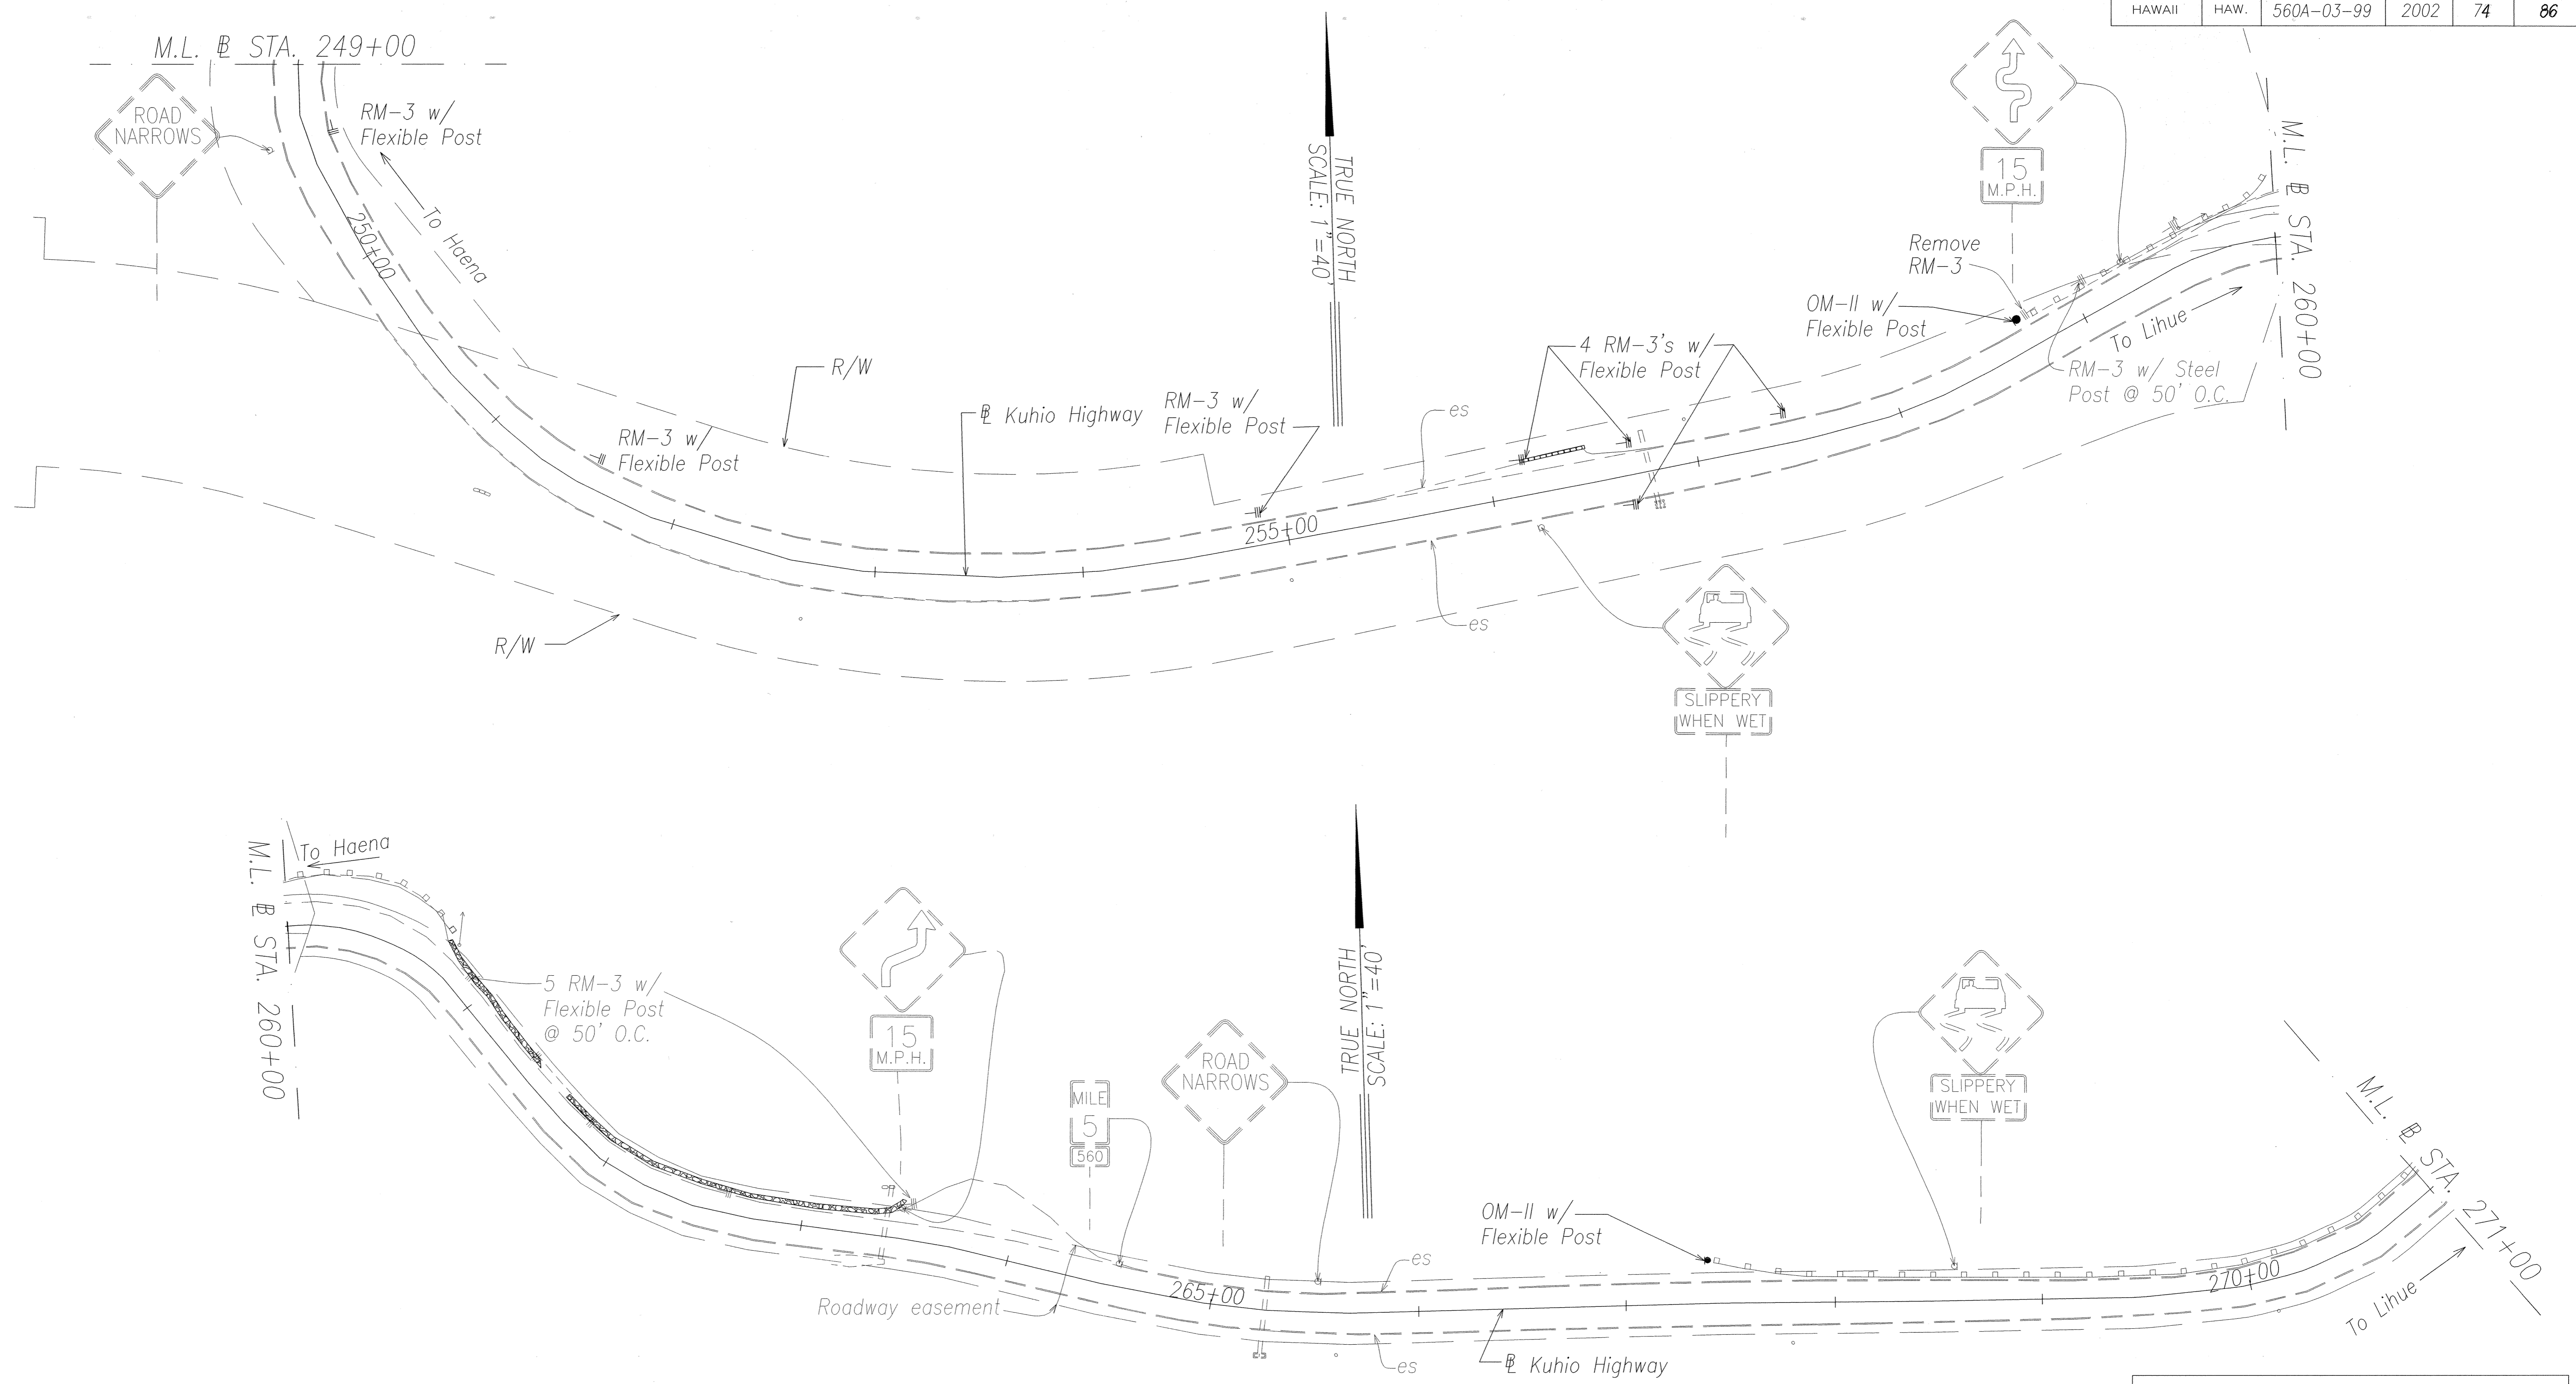 HAWAII HAW. 560A-03-99 2002 74 86
M.L. ⅊ STA. 249+00
ROAD
NARROWS
RM-3 w/
Flexible Post
To Haena
250+00
TRUE NORTH
SCALE: 1"=40'
15
M.P.H.
M.L. ⅊ STA. 260+00
Remove
RM-3
OM-II w/
Flexible Post
To Lihue
RM-3 w/ Steel
Post @ 50' O.C.
4 RM-3's w/
Flexible Post
R/W
⅊ Kuhio Highway
RM-3 w/
Flexible Post
es
RM-3 w/
Flexible Post
255+00
es
R/W
SLIPPERY
WHEN WET
M.L. ⅊ STA. 260+00
To Haena
5 RM-3 w/
Flexible Post
@ 50' O.C.
15
M.P.H.
MILE
5
560
ROAD
NARROWS
TRUE NORTH
SCALE: 1"=40'
SLIPPERY
WHEN WET
M.L. ⅊ STA. 271+00
OM-II w/
Flexible Post
es
265+00
270+00
Roadway easement
To Lihue
es
⅊ Kuhio Highway